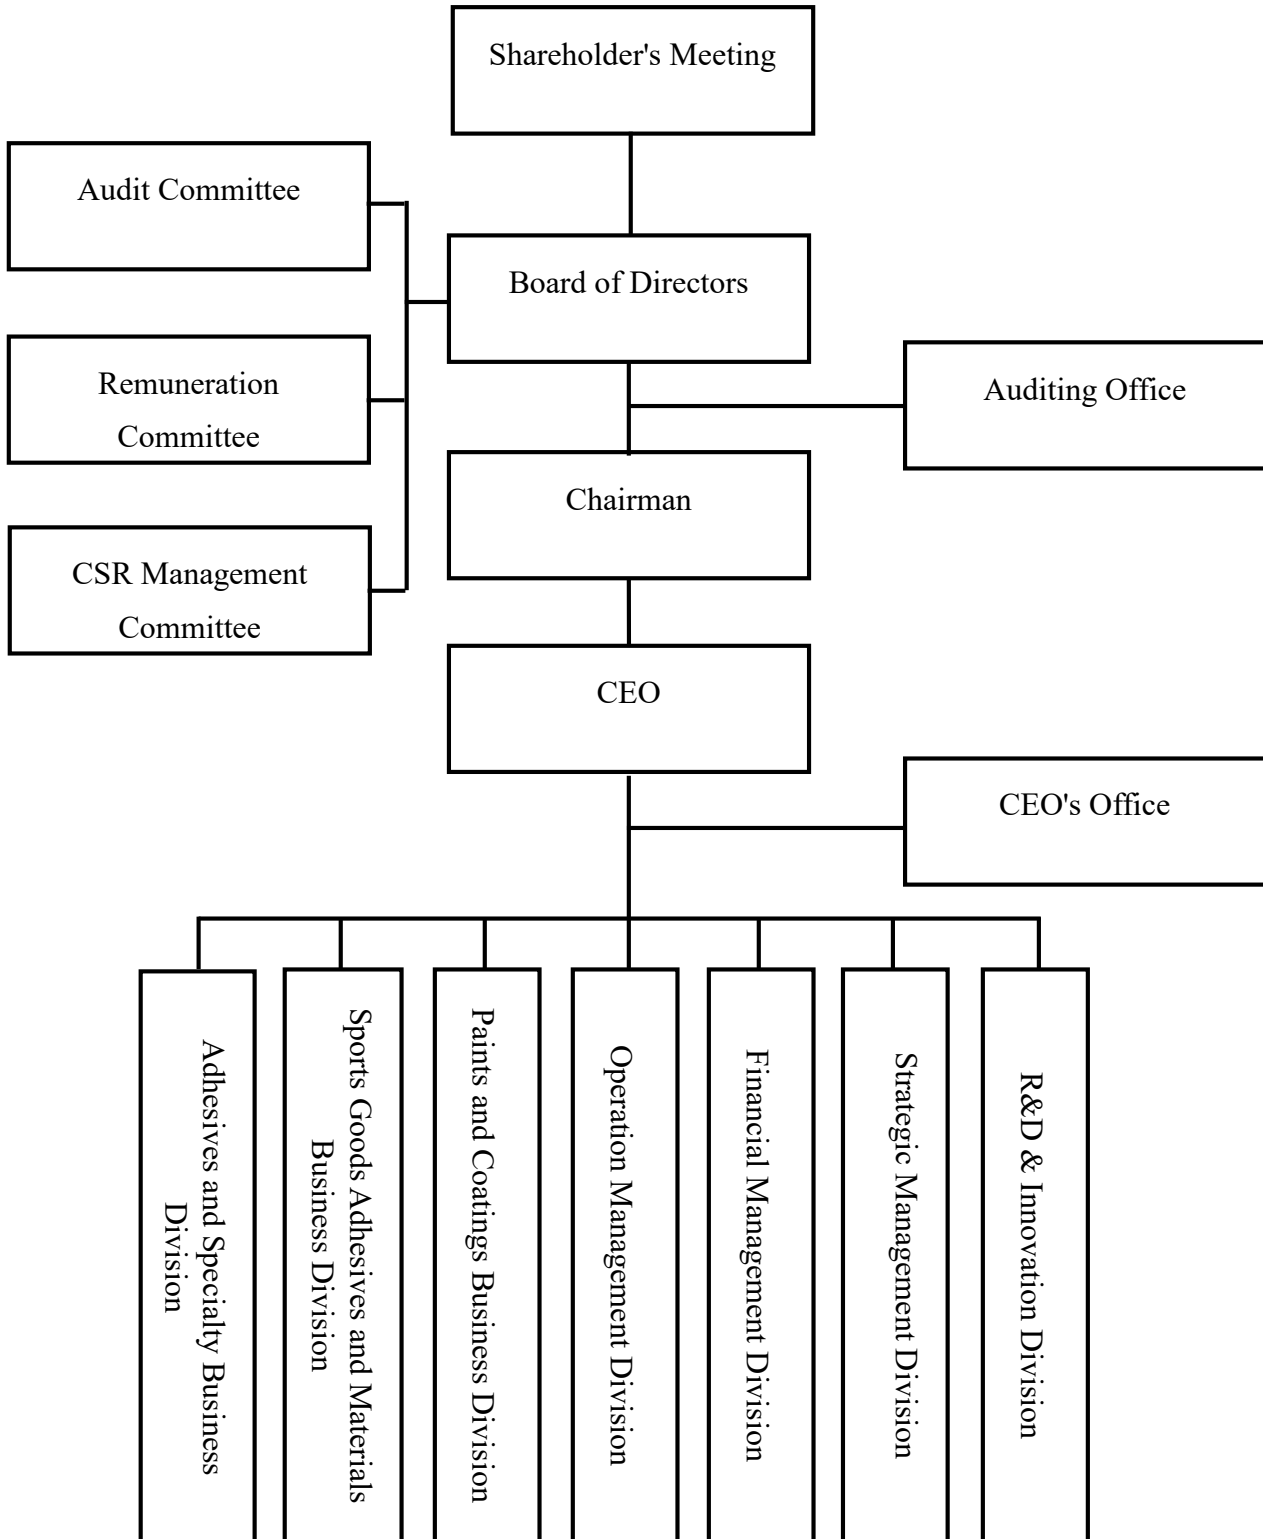 Shareholder's Meeting
Audit Committee
Board of Directors
Remuneration
Committee
Auditing Office
Chairman
CSR Management
Committee
CEO
CEO's Office
Adhesives and Specialty Business
Division
Sports Goods Adhesives and Materials
Business Division
Paints and Coatings Business Division
Operation Management Division
Financial Management Division
Strategic Management Division
R&D & Innovation Division